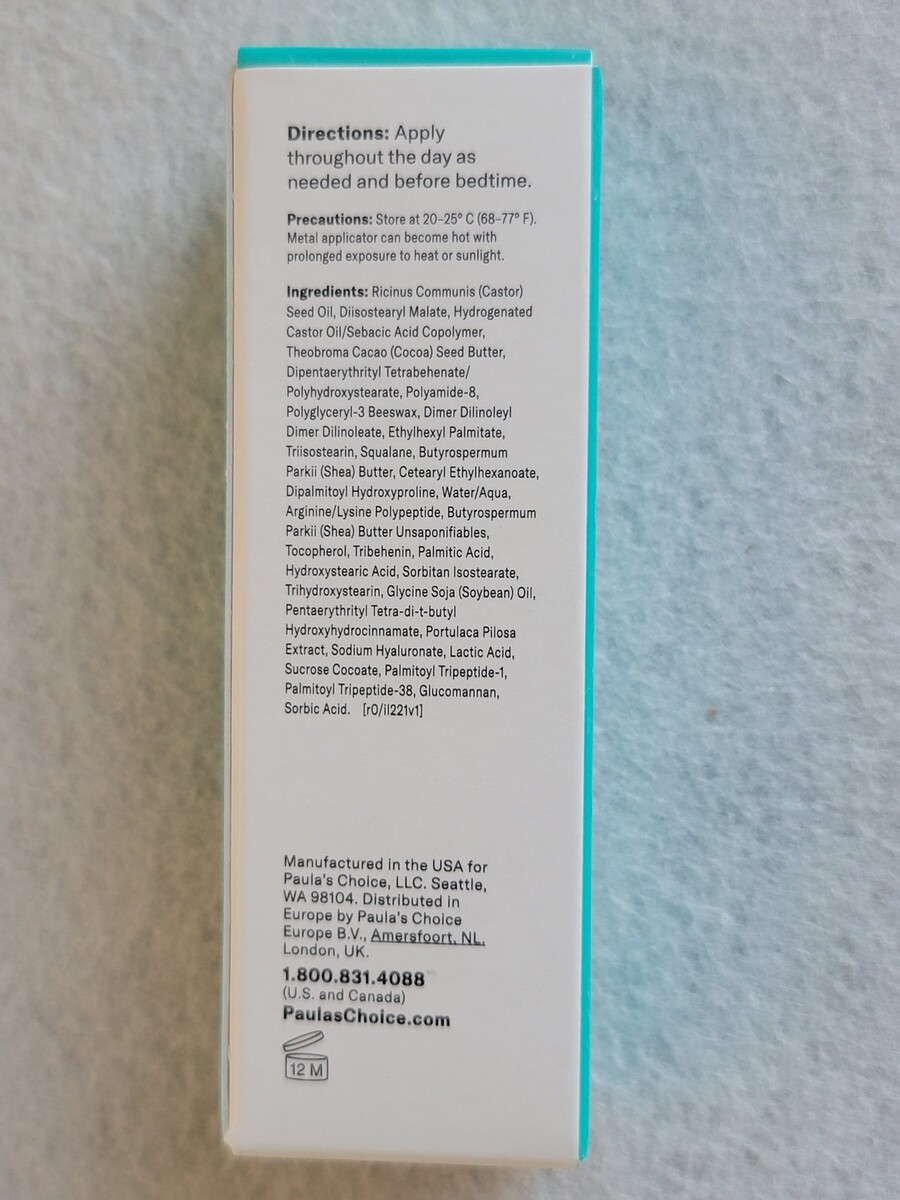 Directions: Apply
throughout the day as
needed and before bedtime.
Precautions: Store at 20–25° C (68–77° F).
Metal applicator can become hot with
prolonged exposure to heat or sunlight.
Ingredients: Ricinus Communis (Castor)
Seed Oil, Diisostearyl Malate, Hydrogenated
Castor Oil/Sebacic Acid Copolymer,
Theobroma Cacao (Cocoa) Seed Butter,
Dipentaerythrityl Tetrabehenate/
Polyhydroxystearate, Polyamide-8,
Polyglyceryl-3 Beeswax, Dimer Dilinoleyl
Dimer Dilinoleate, Ethylhexyl Palmitate,
Triisostearin, Squalane, Butyrospermum
Parkii (Shea) Butter, Cetearyl Ethylhexanoate,
Dipalmitoyl Hydroxyproline, Water/Aqua,
Arginine/Lysine Polypeptide, Butyrospermum
Parkii (Shea) Butter Unsaponifiables,
Tocopherol, Tribehenin, Palmitic Acid,
Hydroxystearic Acid, Sorbitan Isostearate,
Trihydroxystearin, Glycine Soja (Soybean) Oil,
Pentaerythrityl Tetra-di-t-butyl
Hydroxyhydrocinnamate, Portulaca Pilosa
Extract, Sodium Hyaluronate, Lactic Acid,
Sucrose Cocoate, Palmitoyl Tripeptide-1,
Palmitoyl Tripeptide-38, Glucomannan,
Sorbic Acid. [r0/il221v1]
Manufactured in the USA for
Paula's Choice, LLC. Seattle,
WA 98104. Distributed in
Europe by Paula's Choice
Europe B.V., Amersfoort, NL.
London, UK.
1.800.831.4088
(U.S. and Canada)
PaulasChoice.com
12 M